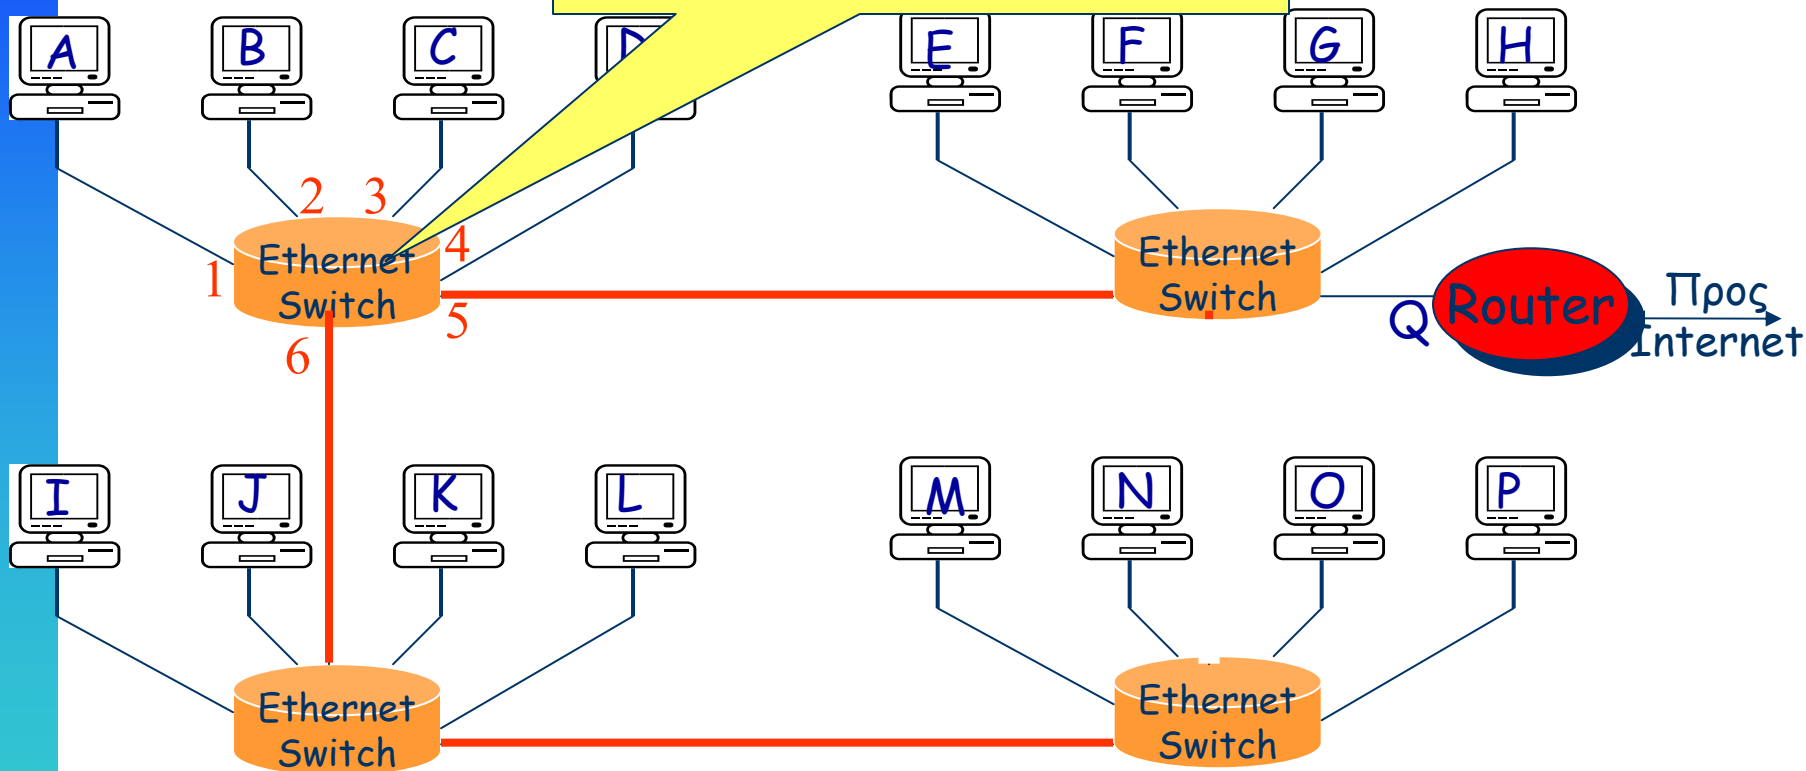 A B C D E F G H
2 3
4
1
Ethernet
Switch
5
6
Ethernet
Switch
Q
Router
Προς
Internet
I J K L M N O P
Ethernet
Switch
Ethernet
Switch